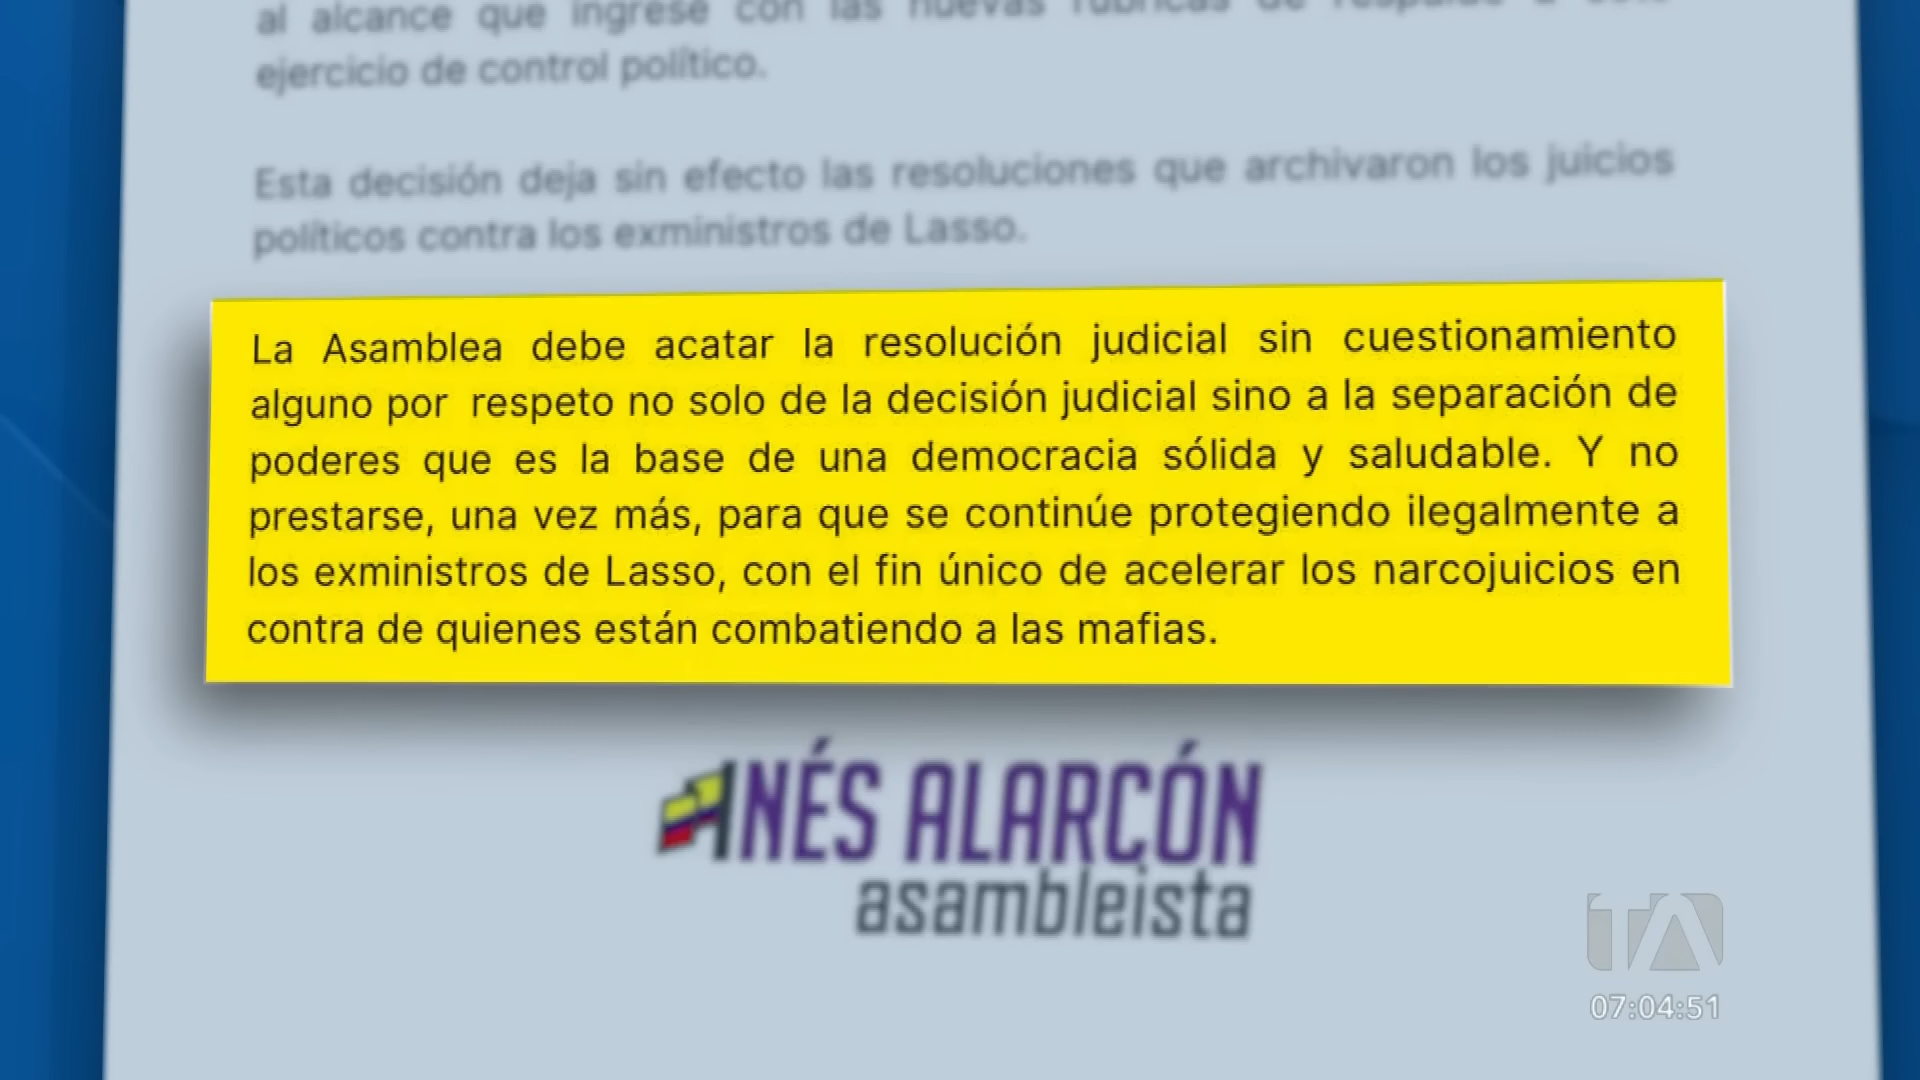 al alcance que ingresé con las nuevas rúbricas de respaldo a este
ejercicio de control político.
Esta decisión deja sin efecto las resoluciones que archivaron los juicios
políticos contra los exministros de Lasso.
La Asamblea debe acatar la resolución judicial sin cuestionamiento
alguno por respeto no solo de la decisión judicial sino a la separación de
poderes que es la base de una democracia sólida y saludable. Y no
prestarse, una vez más, para que se continúe protegiendo ilegalmente a
los exministros de Lasso, con el fin único de acelerar los narcojuicios en
contra de quienes están combatiendo a las mafias.
INÉS ALARCÓN
asambleísta
TA
07:04:51